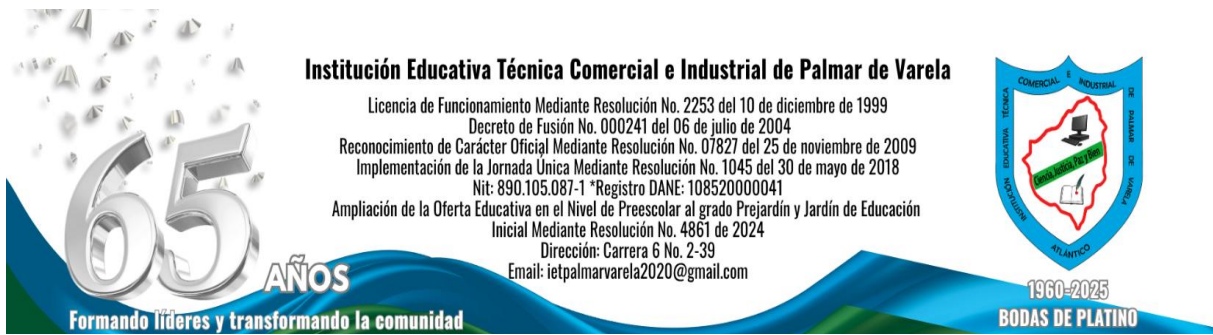 65
AÑOS
Formando líderes y transformando la comunidad
Institución Educativa Técnica Comercial e Industrial de Palmar de Varela
Licencia de Funcionamiento Mediante Resolución No. 2253 del 10 de diciembre de 1999
Decreto de Fusión No. 000241 del 06 de julio de 2004
Reconocimiento de Carácter Oficial Mediante Resolución No. 07827 del 25 de noviembre de 2009
Implementación de la Jornada Única Mediante Resolución No. 1045 del 30 de mayo de 2018
Nit: 890.105.087-1 *Registro DANE: 108520000041
Ampliación de la Oferta Educativa en el Nivel de Preescolar al grado Prejardín y Jardín de Educación
Inicial Mediante Resolución No. 4861 de 2024
Dirección: Carrera 6 No. 2-39
Email: ietpalmarvarela2020@gmail.com
INSTITUCIÓN EDUCATIVA TÉCNICA COMERCIAL E INDUSTRIAL DE PALMAR DE VARELA
Ciencia, Justicia, Paz y Bien
ATLÁNTICO
1960-2025
BODAS DE PLATINO